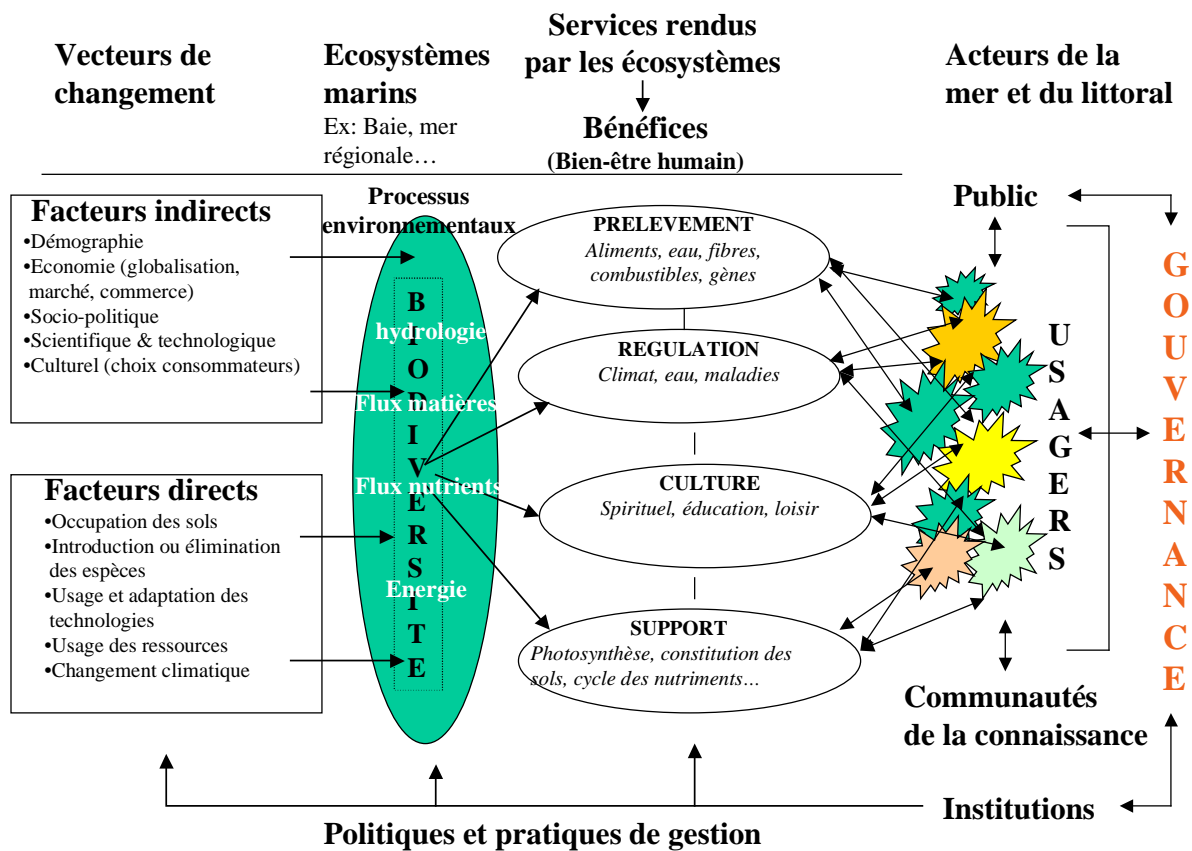 Vecteurs de
changement
Ecosystèmes
marins
Ex: Baie, mer
régionale…
Services rendus
par les écosystèmes
Bénéfices
(Bien-être humain)
Acteurs de la
mer et du littoral
Facteurs indirects
•Démographie
•Economie (globalisation,
marché, commerce)
•Socio-politique
•Scientifique & technologique
•Culturel (choix consommateurs)
Facteurs directs
•Occupation des sols
•Introduction ou élimination
des espèces
•Usage et adaptation des
technologies
•Usage des ressources
•Changement climatique
Processus
environnementaux
BIODIVERSITE
hydrologie
Flux matières
Flux nutrients
Energie
PRELEVEMENT
Aliments, eau, fibres,
combustibles, gènes
REGULATION
Climat, eau, maladies
CULTURE
Spirituel, éducation, loisir
SUPPORT
Photosynthèse, constitution des
sols, cycle des nutriments…
Public
USAGERS
Communautés
de la connaissance
GOUVERNANCE
Institutions
Politiques et pratiques de gestion